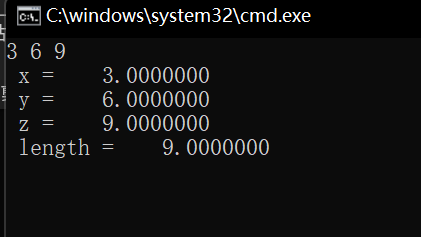 C:\windows\system32\cmd.exe
3 6 9
x =    3.0000000
y =    6.0000000
z =    9.0000000
length =    9.0000000